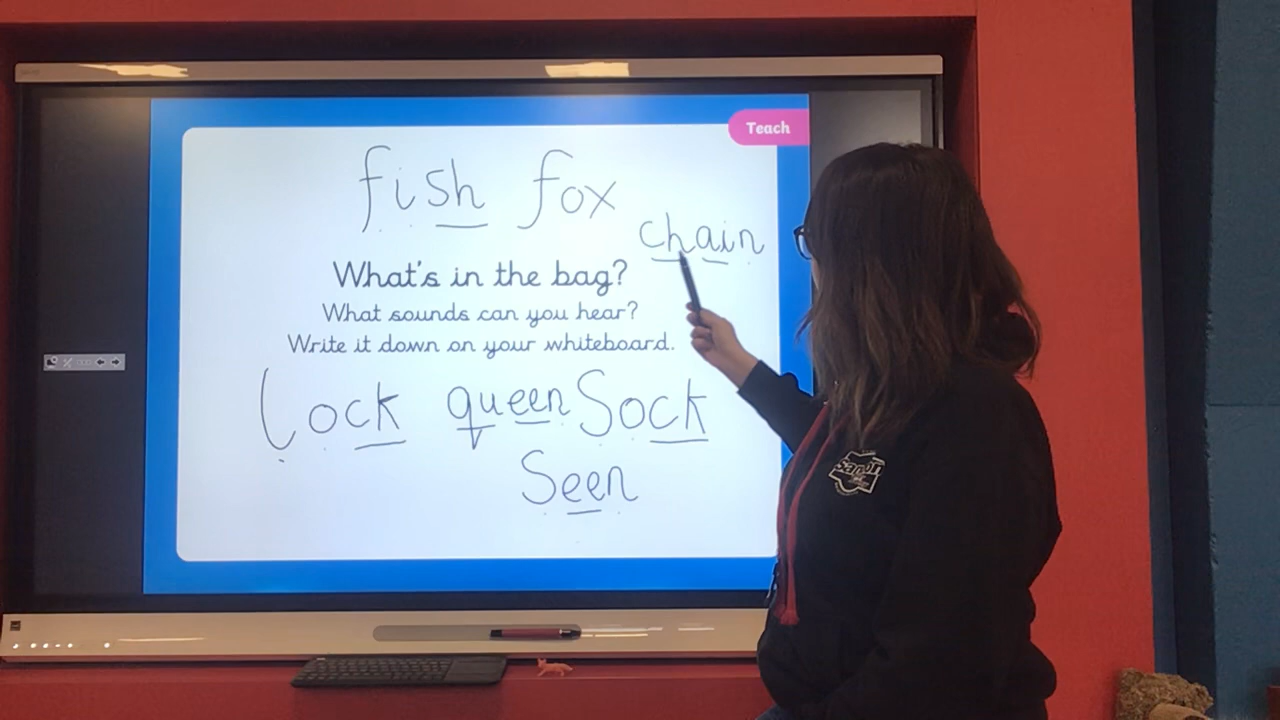 Teach
fish fox
chain
What's in the bag?
What sounds can you hear?
Write it down on your whiteboard.
lock queen Sock
Seen